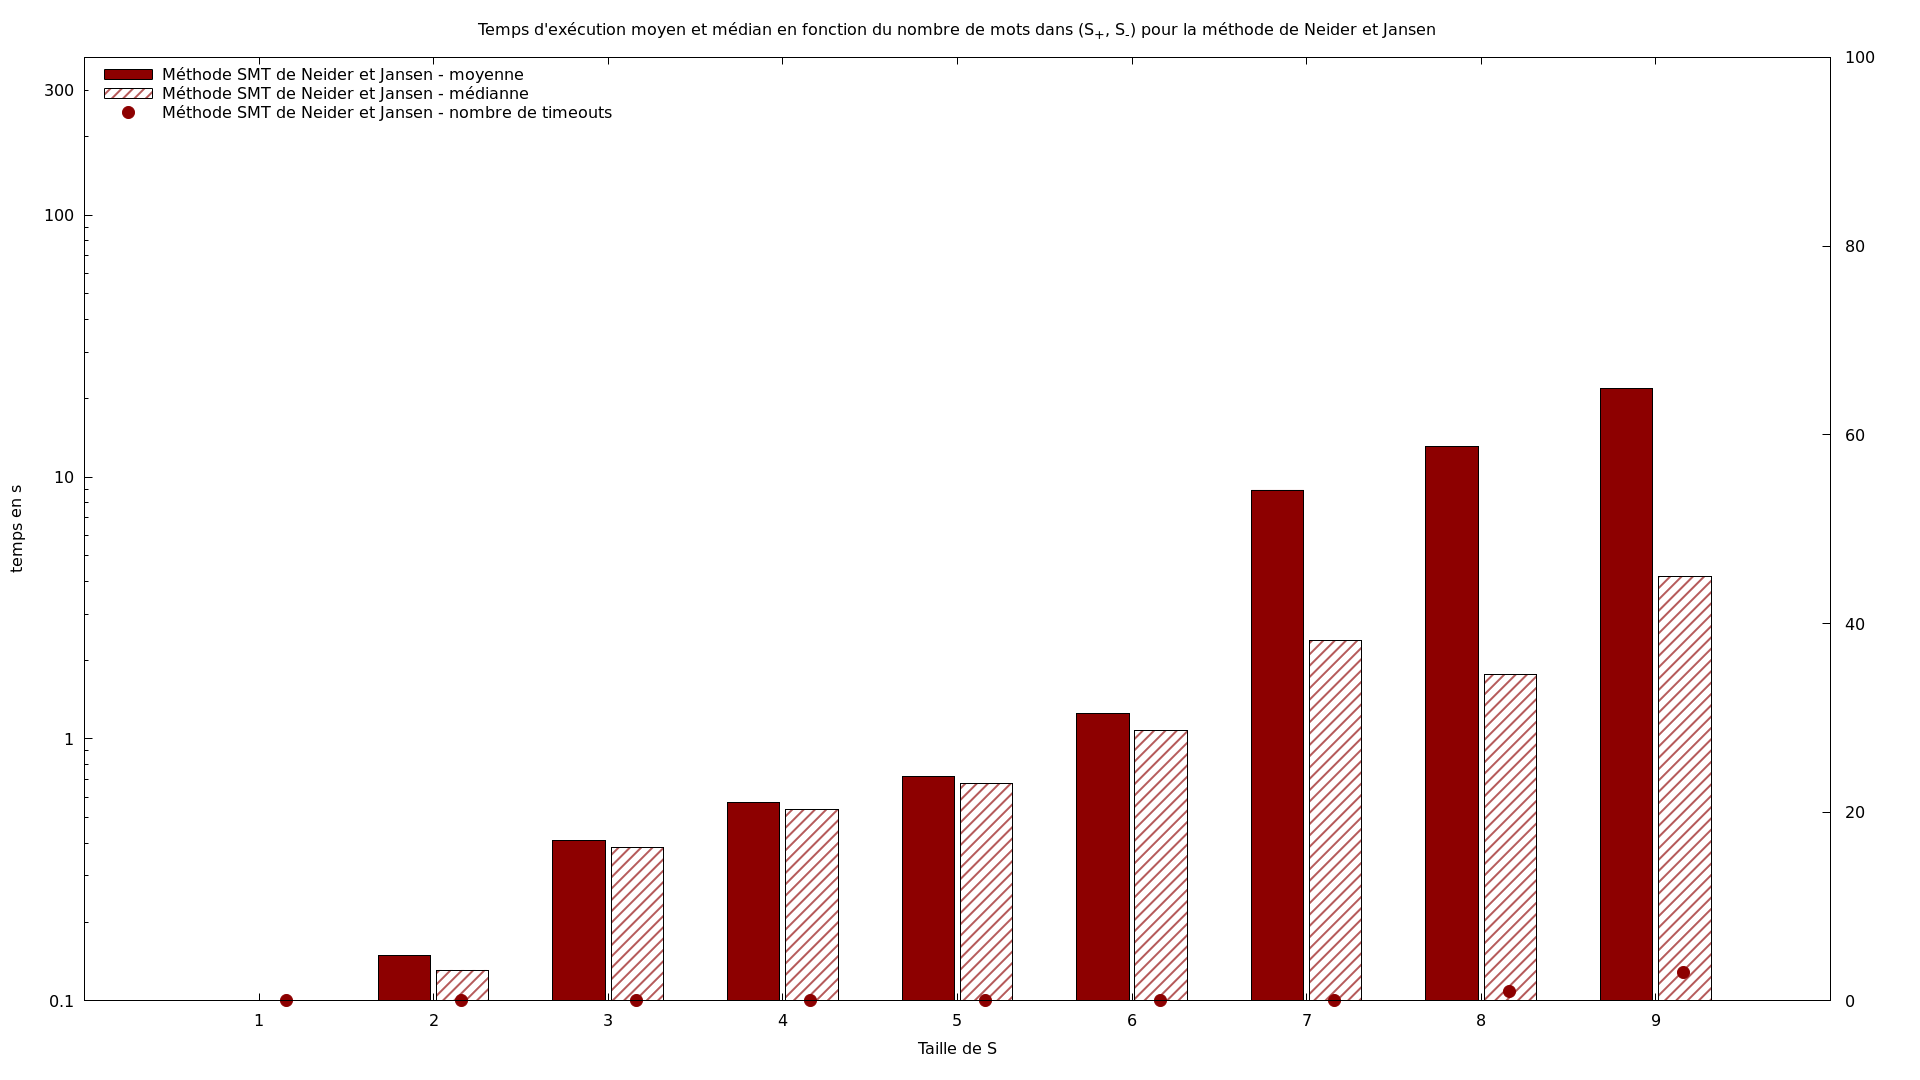 Temps d'exécution moyen et médian en fonction du nombre de mots dans (S+, S-) pour la méthode de Neider et Jansen
Méthode SMT de Neider et Jansen - moyenne
Méthode SMT de Neider et Jansen - médianne
Méthode SMT de Neider et Jansen - nombre de timeouts
300
100
10
1
0.1
temps en s
100
80
60
40
20
0
1 2 3 4 5 6 7 8 9
Taille de S